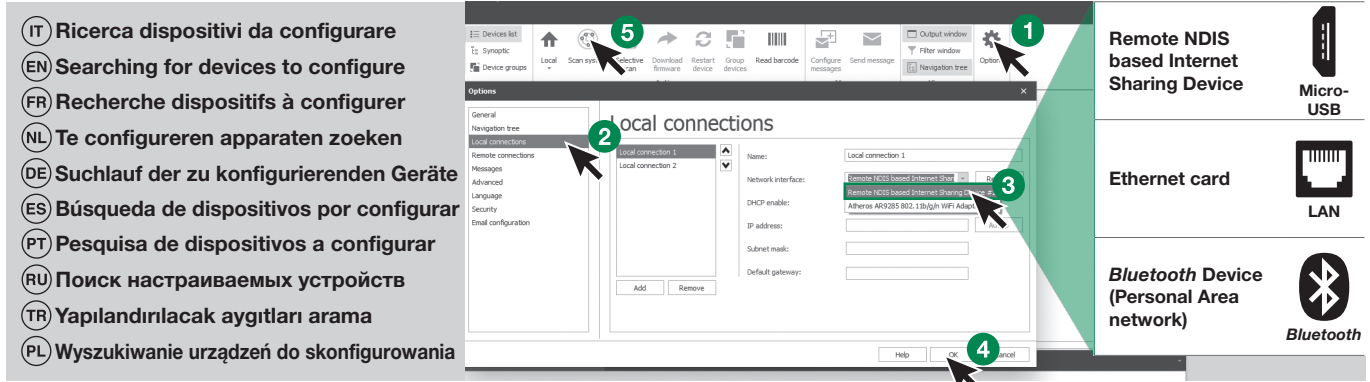 IT Ricerca dispositivi da configurare
EN Searching for devices to configure
FR Recherche dispositifs à configurer
NL Te configureren apparaten zoeken
DE Suchlauf der zu konfigurierenden Geräte
ES Búsqueda de dispositivos por configurar
PT Pesquisa de dispositivos a configurar
RU Поиск настраиваемых устройств
TR Yapılandırılacak aygıtları arama
PL Wyszukiwanie urządzeń do skonfigurowania
Devices list
Synoptic
Device groups
Local
Scan
5
Download
firmware
Restart
device
Group
devices
Read barcode
Configure
messages
Send message
Output window
Filter window
Navigation tree
1
Options
×
General
Navigation tree
Local connections
Remote connections
Messages
Advanced
Language
Security
Email configuration
2
Local connections
Local connection 1
Local connection 2
Add
Remove
Name:
Local connection 1
Network interface:
Remote NDIS based Internet Shar
Remote NDIS based Internet Sharing
Atheros AR9285 802.11b/g/n WiFi
3
DHCP enable:
IP address:
Subnet mask:
Default gateway:
Help
OK
4
Remote NDIS
based Internet
Sharing Device
Micro-
USB
Ethernet card
LAN
Bluetooth Device
(Personal Area
network)
Bluetooth